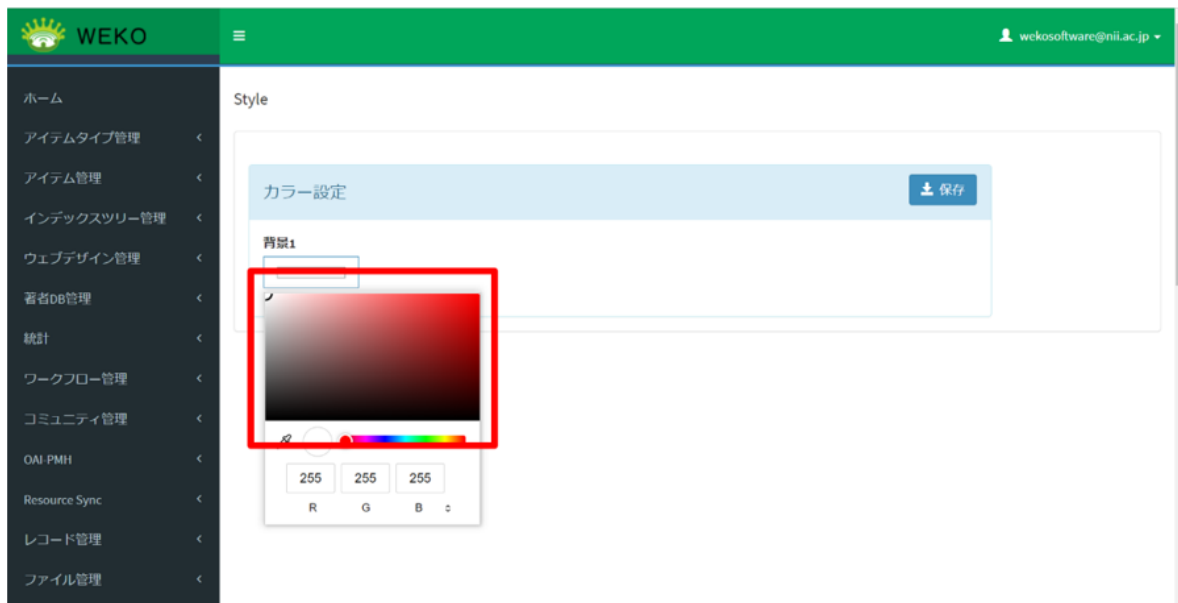 WEKO
wekosoftware@nii.ac.jp
ホーム
アイテムタイプ管理
アイテム管理
インデックスツリー管理
ウェブデザイン管理
著者DB管理
統計
ワークフロー管理
コミュニティ管理
OAI-PMH
Resource Sync
レコード管理
ファイル管理
Style
カラー設定
保存
背景1
255 255 255
R G B